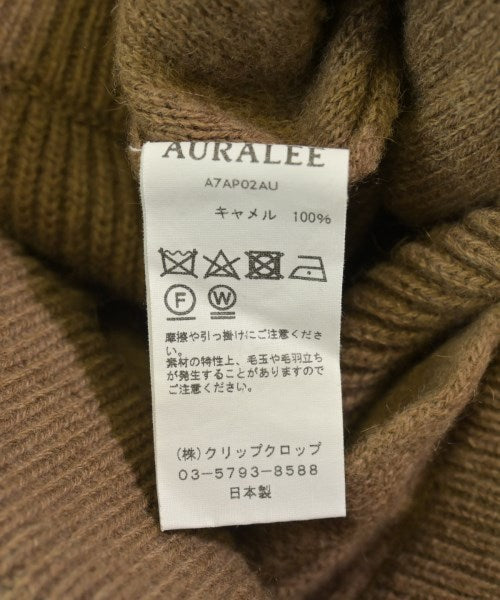 AURALEE
A7AP02AU
キャメル 100%
F W
摩擦や引っ掛けにご注意くださ
い。
素材の特性上、毛玉や毛羽立ち
が発生することがありますので
ご注意ください。
(株)クリップクロップ
03-5793-8588
日本製